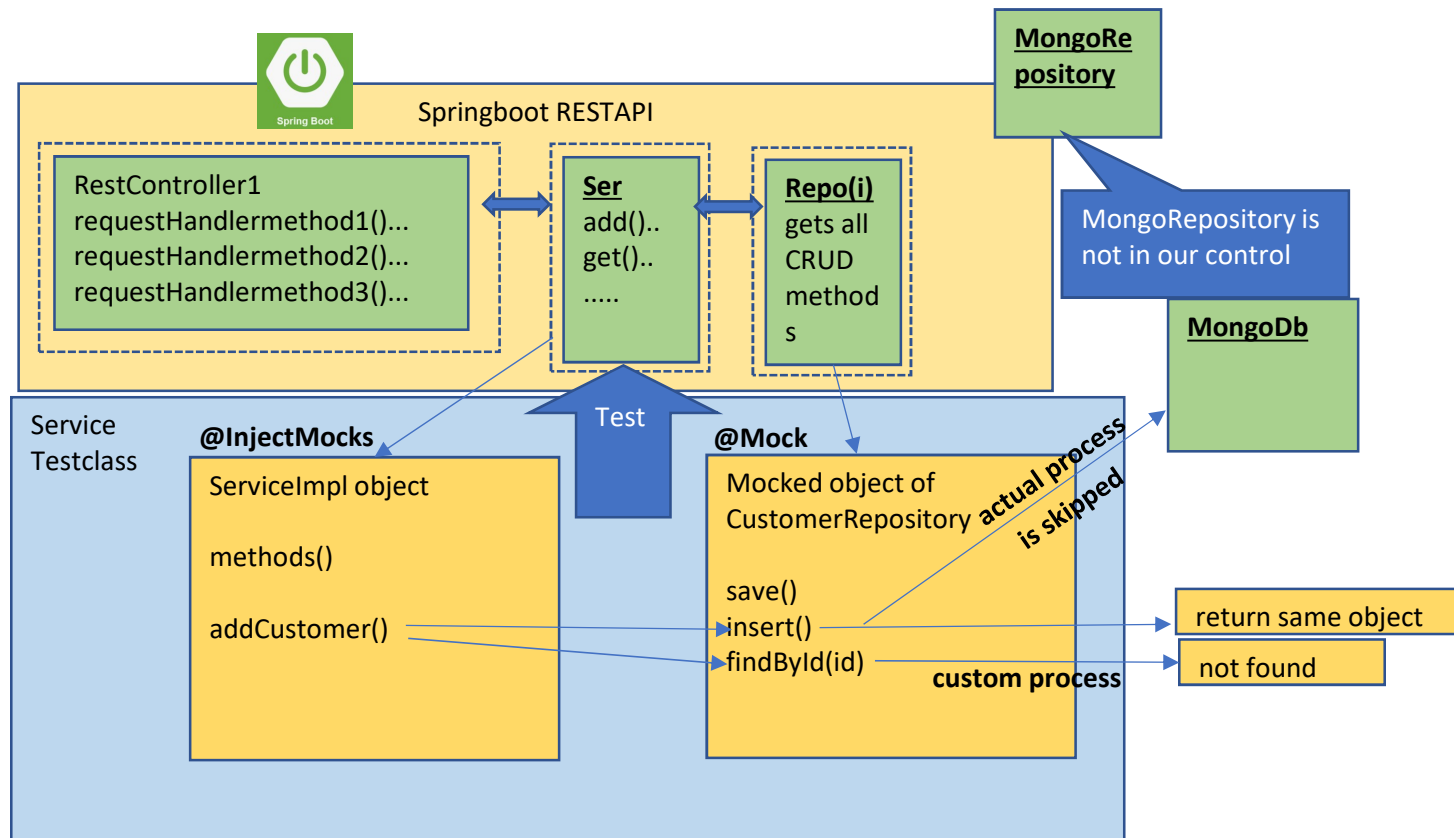 MongoRe
pository
Spring Boot
Springboot RESTAPI
RestController1
requestHandlermethod1()...
requestHandlermethod2()...
requestHandlermethod3()...
Ser
add()..
get()..
.....
Repo(i)
gets all
CRUD
method
s
MongoRepository is
not in our control
MongoDb
Service
Testclass
@InjectMocks
Test
@Mock
ServiceImpl object
methods()
addCustomer()
Mocked object of
CustomerRepository
save()
insert()
findById(id)
actual process
is skipped
custom process
return same object
not found